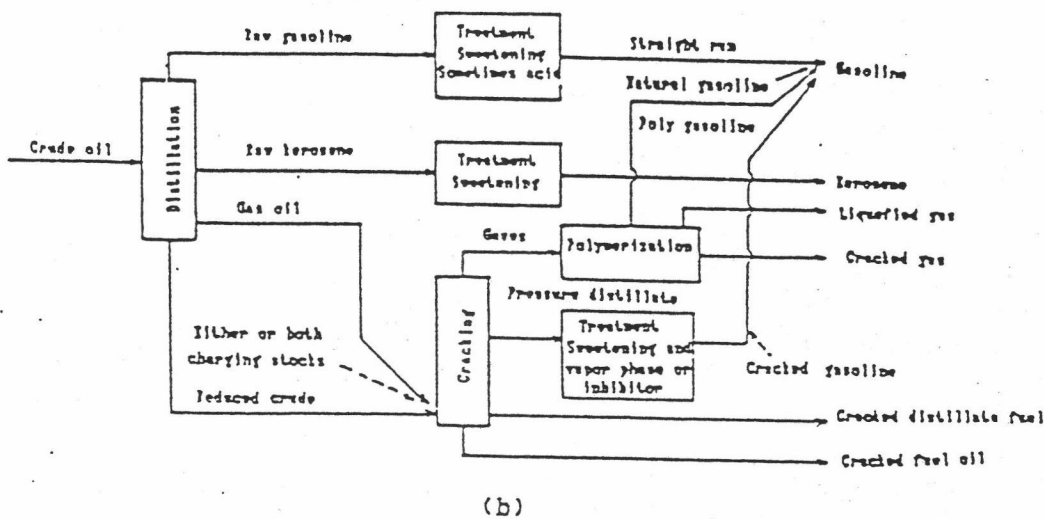 Raw gasoline
Treatment
Sweetening
Sometimes acid
Straight run
Natural gasoline
Poly gasoline
Gasoline
Crude oil
Distillation
Raw kerosene
Treatment
Sweetening
Kerosene
Gas oil
Liquefied gas
Gases
Polymerization
Cracked gas
Pressure distillate
Cracking
Either or both
charging stocks
Treatment
Sweetening and
vapor phase or
inhibitor
Cracked gasoline
Reduced crude
Cracked distillate fuel
Cracked fuel oil
(b)